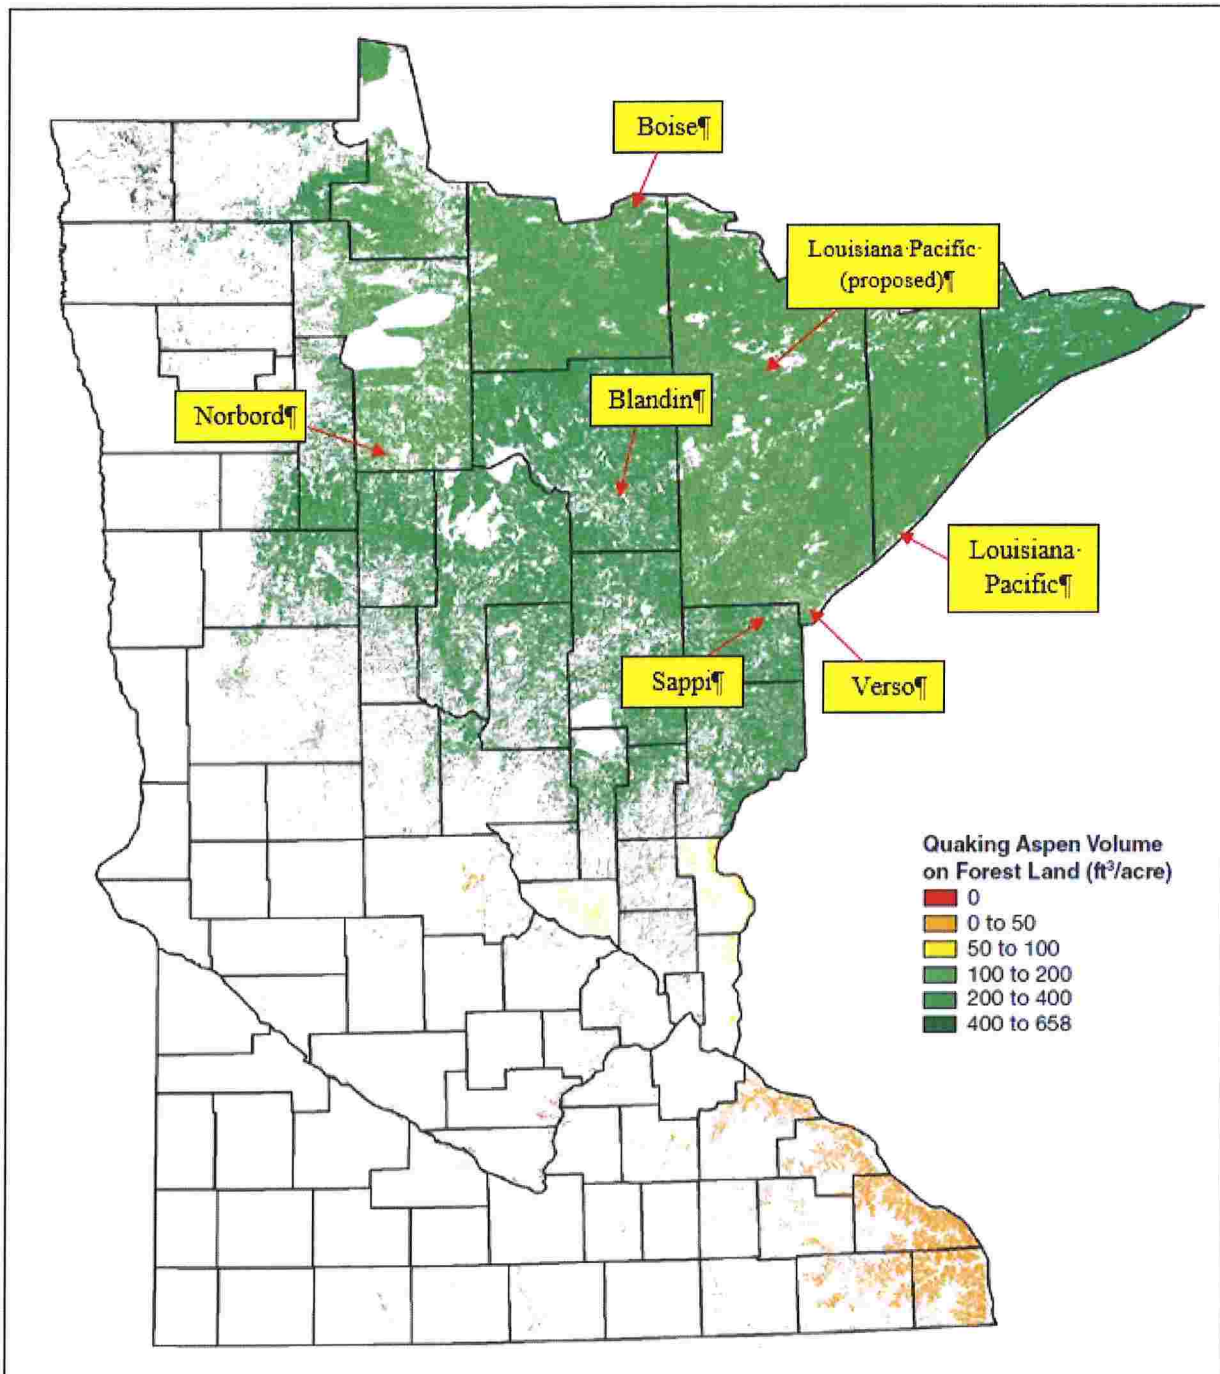 Boise¶
Louisiana·Pacific·
(proposed)¶
Norbord¶
Blandin¶
Louisiana·
Pacific¶
Sappi¶
Verso¶
Quaking Aspen Volume
on Forest Land (ft³/acre)
0
0 to 50
50 to 100
100 to 200
200 to 400
400 to 658